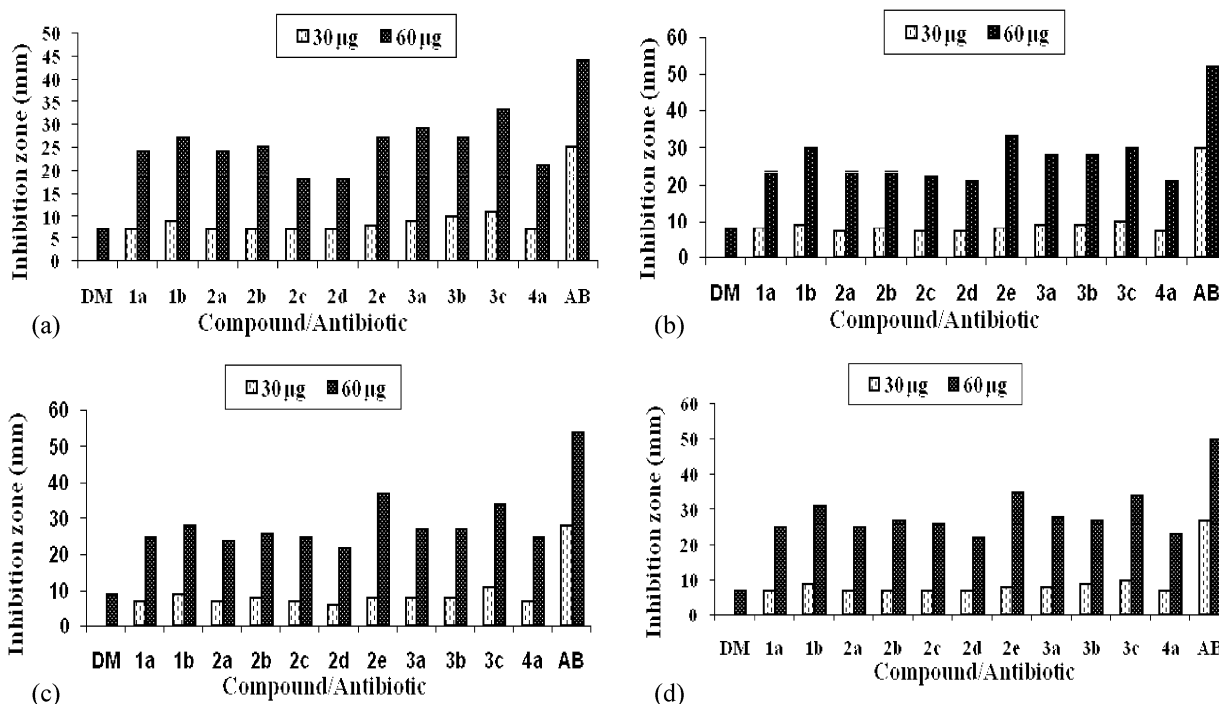 30 µg 60 µg
Inhibition zone (mm)
50
45
40
35
30
25
20
15
10
5
0
DM 1a 1b 2a 2b 2c 2d 2e 3a 3b 3c 4a AB
Compound/Antibiotic
(a)
30 µg 60 µg
Inhibition zone (mm)
60
50
40
30
20
10
0
DM 1a 1b 2a 2b 2c 2d 2e 3a 3b 3c 4a AB
Compound/Antibiotic
(b)
30 µg 60 µg
Inhibition zone (mm)
60
50
40
30
20
10
0
DM 1a 1b 2a 2b 2c 2d 2e 3a 3b 3c 4a AB
Compound/Antibiotic
(c)
30 µg 60 µg
Inhibition zone (mm)
60
50
40
30
20
10
0
DM 1a 1b 2a 2b 2c 2d 2e 3a 3b 3c 4a AB
Compound/Antibiotic
(d)